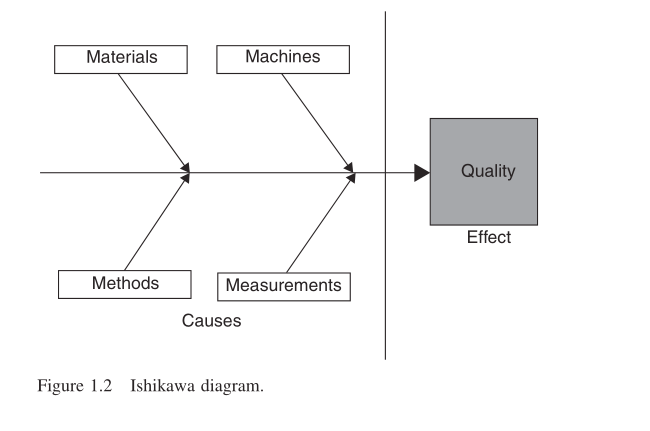 Materials
Machines
Quality
Effect
Methods
Measurements
Causes
Figure 1.2 Ishikawa diagram.